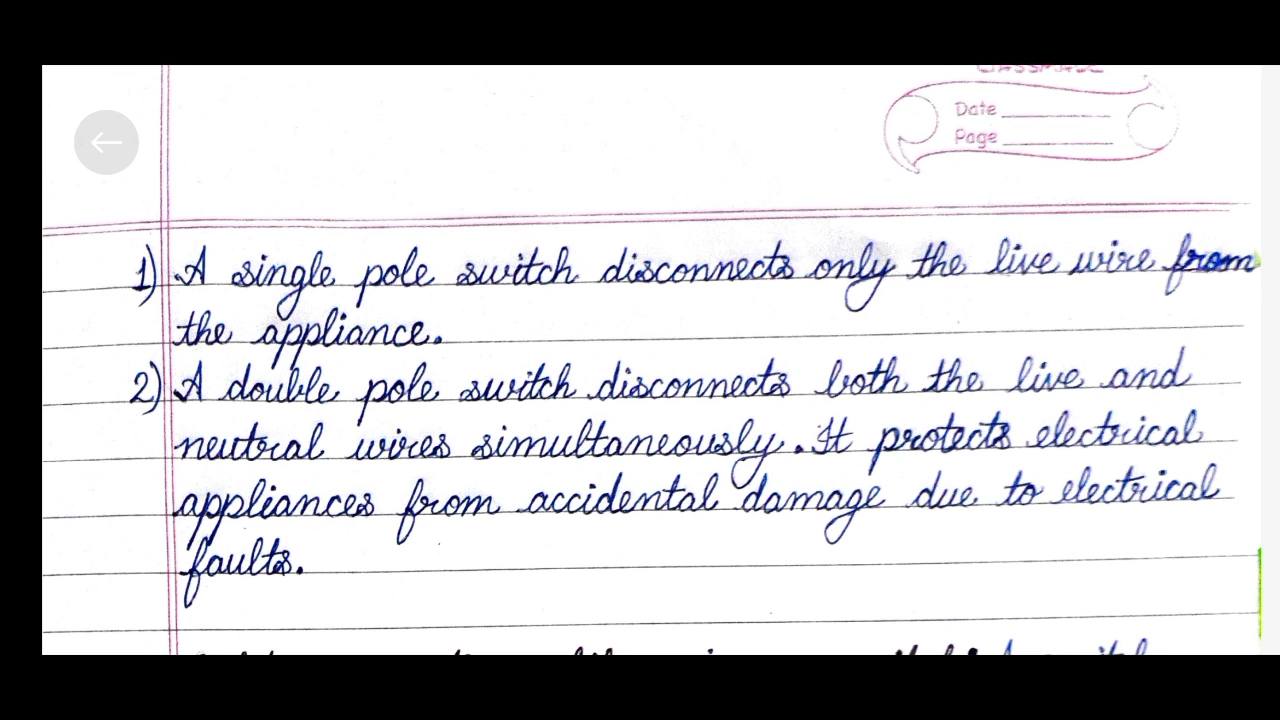 Date
Page
1) A single pole switch disconnects only the live wire from
the appliance.
2) A double pole switch disconnects both the live and
neutral wires simultaneously. It protects electrical
appliances from accidental damage due to electrical
faults.